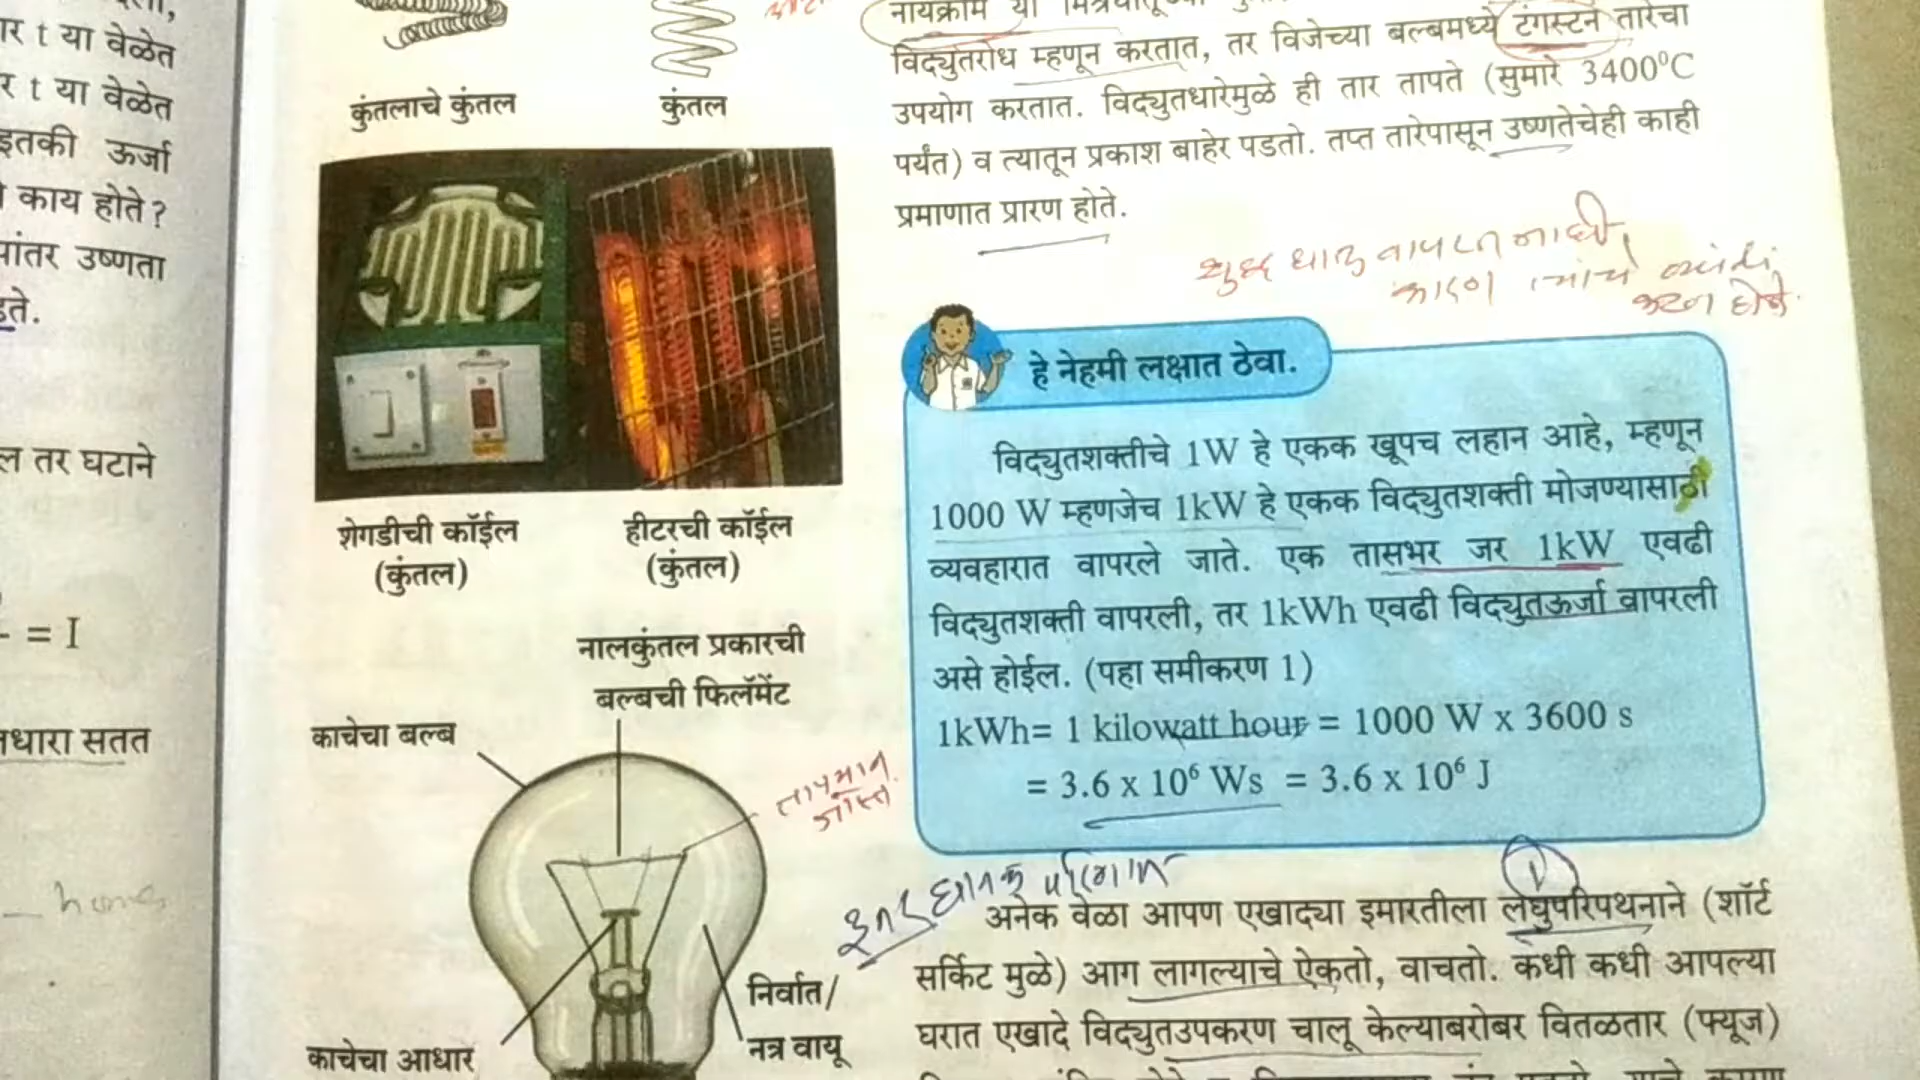 र t या वेळेत
इतकी ऊर्जा
काय होते?
उष्णता
ल तर घटाने
= I
सतत
कुंतलाचे कुंतल
कुंतल
शेगडीची कॉईल
(कुंतल)
हीटरची कॉईल
(कुंतल)
नालकुंतल प्रकारची
बल्बची फिलॅमेंट
काचेचा बल्ब
तापमान
जास्त
निर्वात/
नत्र वायू
काचेचा आधार
नायक्रोम या
विद्युतरोध म्हणून करतात, तर विजेच्या बल्बमध्ये टंगस्टन तारेचा
उपयोग करतात. विद्युतधारेमुळे ही तार तापते (सुमारे 3400⁰C
पर्यंत) व त्यातून प्रकाश बाहेर पडतो. तप्त तारेपासून उष्णतेचेही काही
प्रमाणात प्रारण होते.
शुद्ध धातू वापरत नाही
कारण त्यांचे
हे नेहमी लक्षात ठेवा.
विद्युतशक्तीचे 1W हे एकक खूपच लहान आहे, म्हणून
1000 W म्हणजेच 1kW हे एकक विद्युतशक्ती मोजण्यासाठी
व्यवहारात वापरले जाते. एक तासभर जर 1kW एवढी
विद्युतशक्ती वापरली, तर 1kWh एवढी विद्युतऊर्जा वापरली
असे होईल. (पहा समीकरण 1)
1kWh= 1 kilowatt hour = 1000 W x 3600 s
= 3.6 x 10⁶ Ws = 3.6 x 10⁶ J
अनेक वेळा आपण एखाद्या इमारतीला लघुपरिपथनाने (शॉर्ट
सर्किट मुळे) आग लागल्याचे ऐकतो, वाचतो. कधी कधी आपल्या
घरात एखादे विद्युतउपकरण चालू केल्याबरोबर वितळतार (फ्यूज)